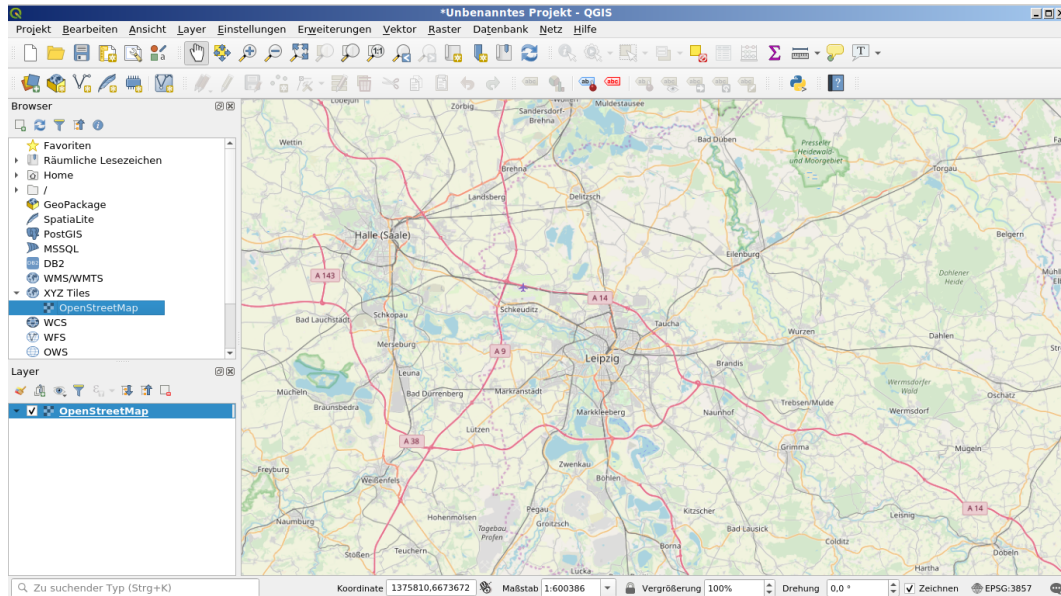 *Unbenanntes Projekt - QGIS
Projekt Bearbeiten Ansicht Layer Einstellungen Erweiterungen Vektor Raster Datenbank Netz Hilfe
Browser
Favoriten
Räumliche Lesezeichen
Home
/
GeoPackage
SpatiaLite
PostGIS
MSSQL
DB2
WMS/WMTS
XYZ Tiles
OpenStreetMap
WCS
WFS
OWS
Layer
OpenStreetMap
Zörbig
Sandersdorf-
Brehna
Muldestausee
Wettin
Bad Düben
Presseler
Heidewald-
und Moorgebiet
Torgau
Brehna
Landsberg
Delitzsch
Halle (Saale)
Belgern
Eilenburg
A 143
Dahlener
Heide
A 14
Bad Lauchstädt
Schkopau
Schkeuditz
Taucha
Merseburg
Wurzen
Dahlen
A 9
Leipzig
Brandis
Leuna
Mücheln
Braunsbedra
Bad Dürrenberg
Markranstädt
Wermsdorfer
Wald
Oschatz
Markkleeberg
Naunhof
Trebsen/Mulde
Wermsdorf
Lützen
A 38
Grimma
Mügeln
Freyburg
Zwenkau
Weißenfels
Böhlen
Naumburg
Hohenmölsen
Pegau
Groitzsch
Kitzscher
A 14
Tagebau
Profen
Bad Lausick
Leisnig
Stößen
Teuchern
Borna
Colditz
Döbeln
Lucka
Hartha
Zu suchender Typ (Strg+K)
Koordinate 1375810,6673672 Maßstab 1:600386 Vergrößerung 100% Drehung 0,0 ° Zeichnen EPSG:3857